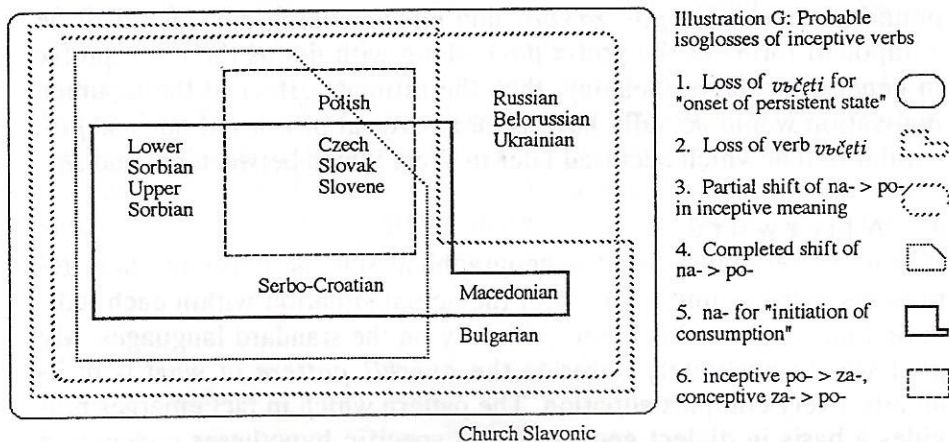 Illustration G: Probable
isoglosses of inceptive verbs
1. Loss of vъčęti for
"onset of persistent state"
2. Loss of verb vъčęti
3. Partial shift of na- > po-
in inceptive meaning
4. Completed shift of
na- > po-
5. na- for "initiation of
consumption"
6. inceptive po- > za-,
conceptive za- > po-
Polish
Czech
Slovak
Slovene
Russian
Belorussian
Ukrainian
Lower
Sorbian
Upper
Sorbian
Serbo-Croatian
Macedonian
Bulgarian
Church Slavonic